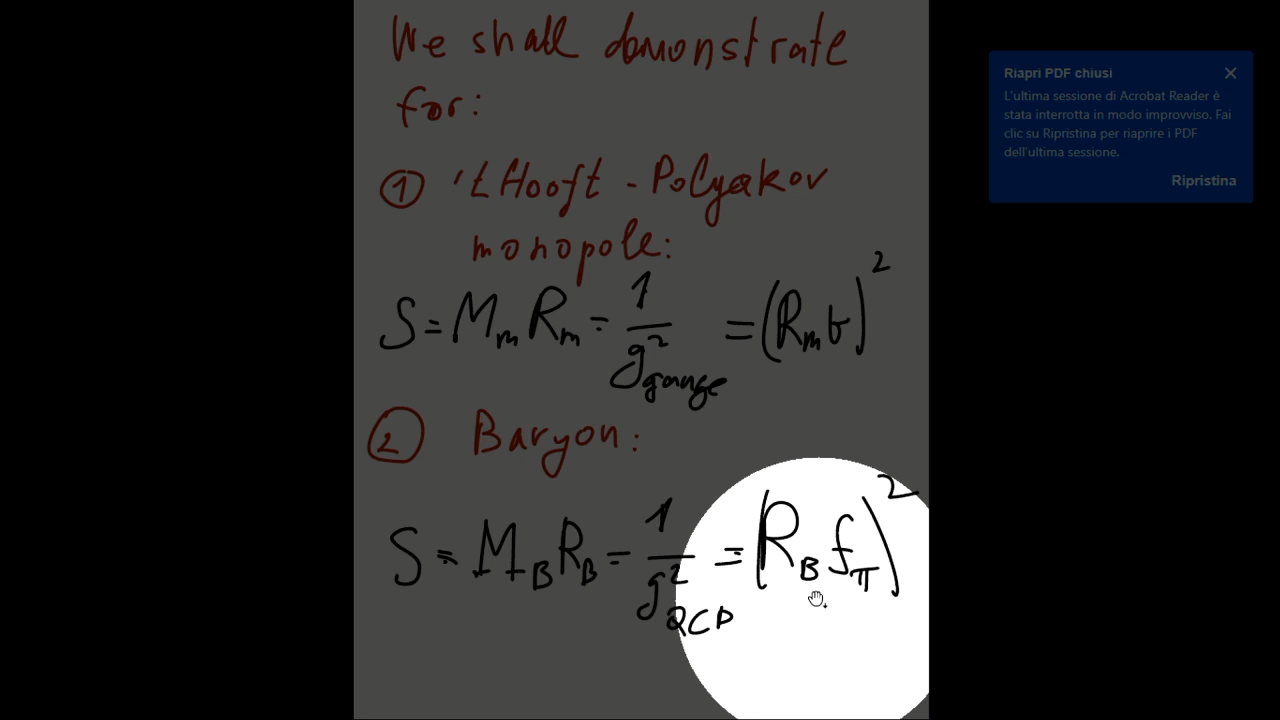 We shall demonstrate
for:
① 'tHooft - Polyakov
monopole:
S = M_m R_m = 1/g²_gauge = (R_m v)²
② Baryon:
S = M_B R_B = 1/g²_QCD = (R_B f_π)²
Riapri PDF chiusi
L'ultima sessione di Acrobat Reader è
stata interrotta in modo improvviso. Fai
clic su Ripristina per riaprire i PDF
dell'ultima sessione.
Ripristina